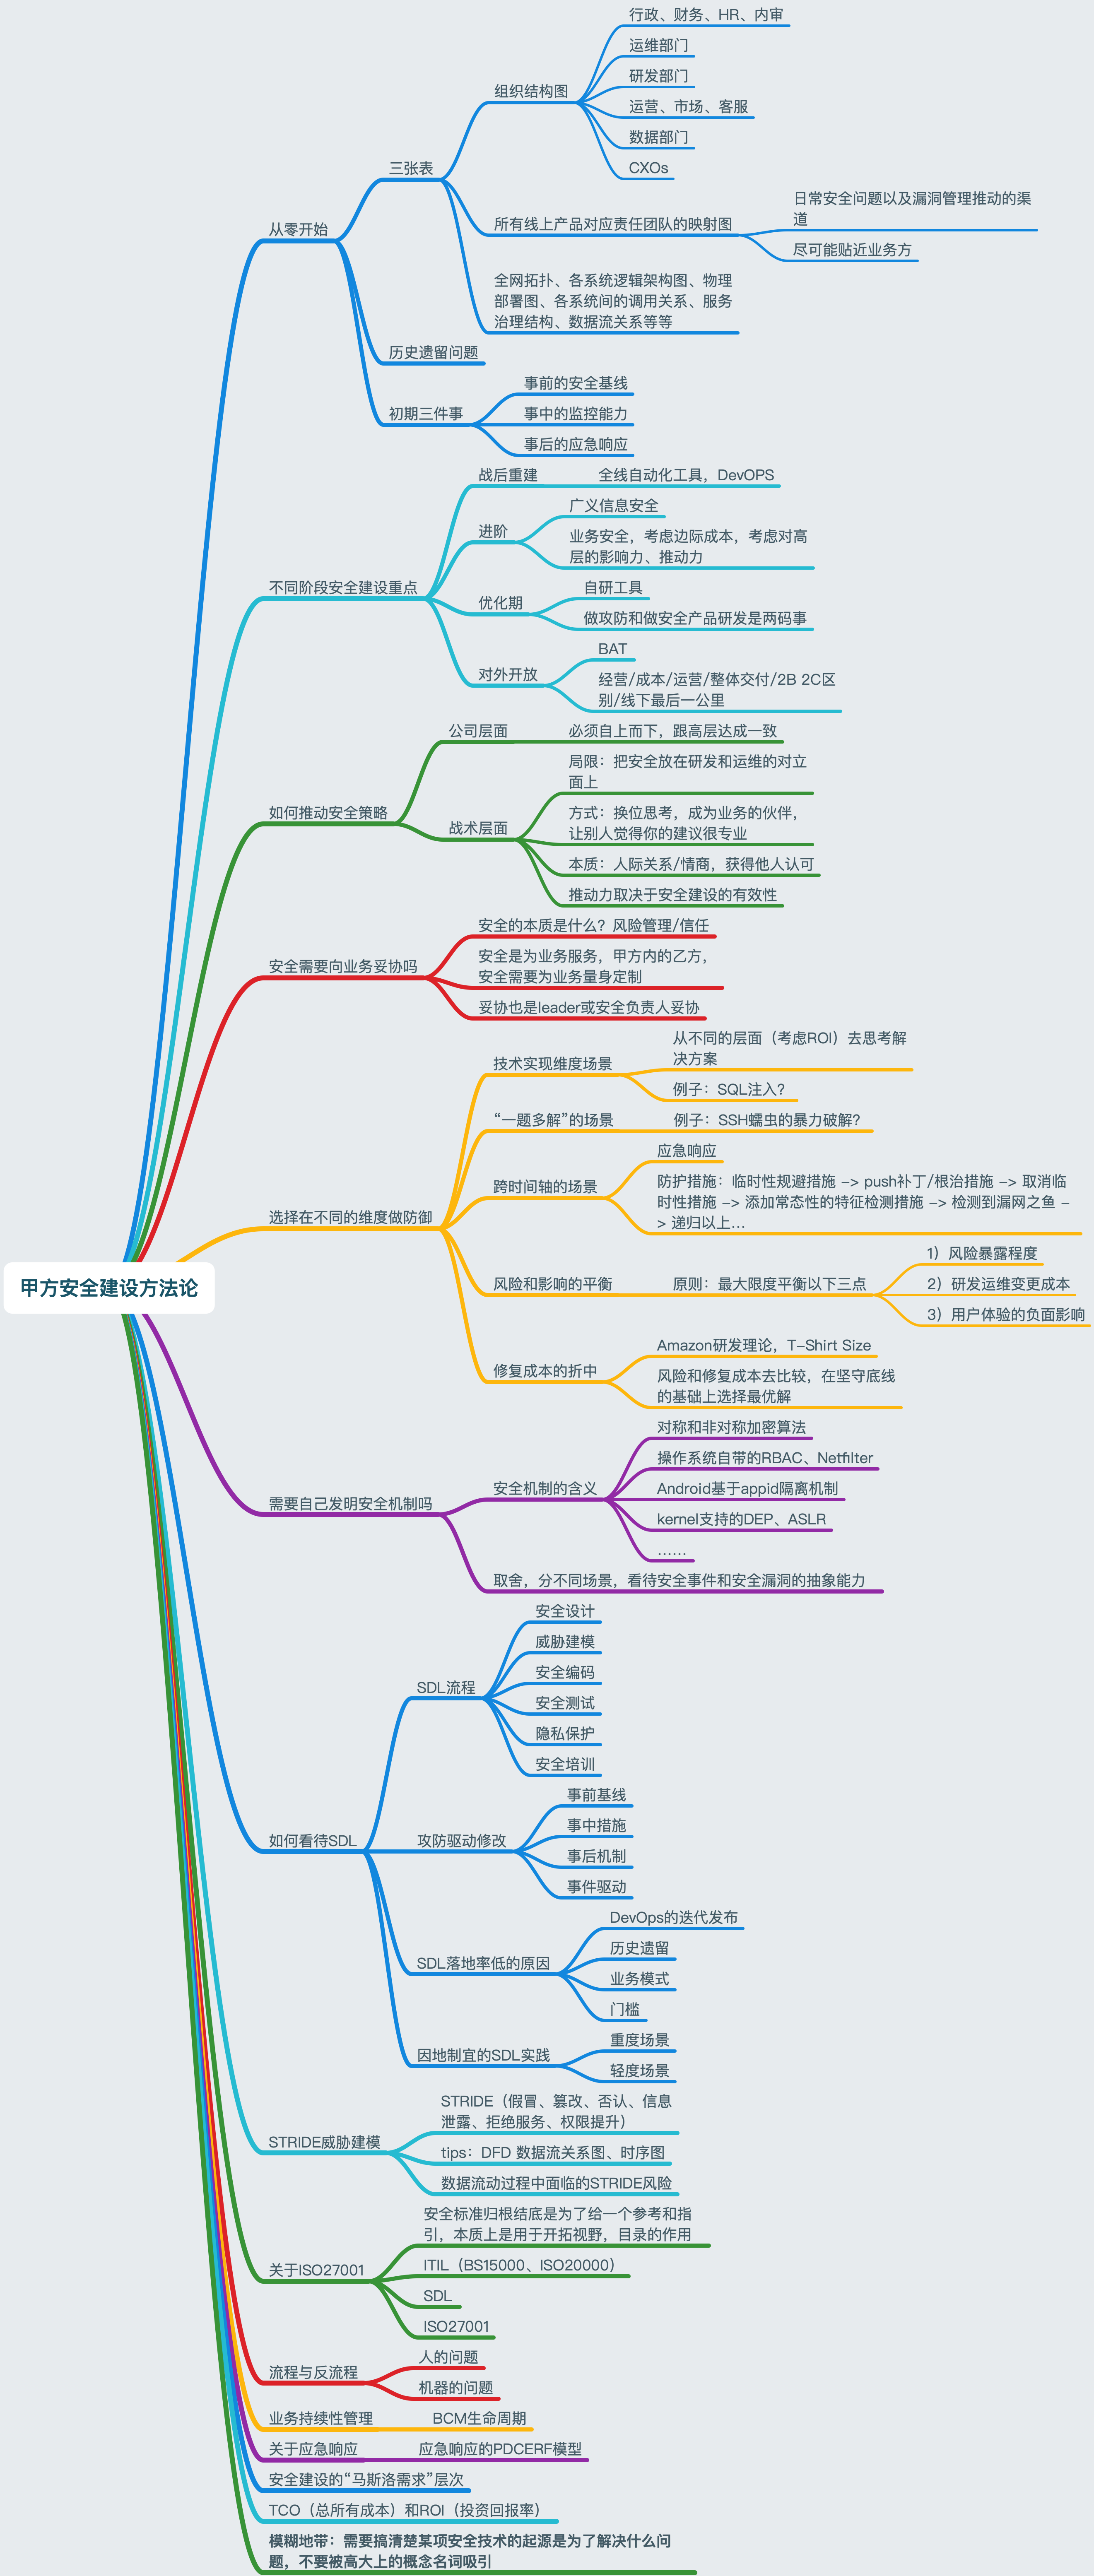 行政、财务、HR、内审
运维部门
研发部门
组织结构图
运营、市场、客服
数据部门
CXOs
三张表
日常安全问题以及漏洞管理推动的渠
道
所有线上产品对应责任团队的映射图
尽可能贴近业务方
从零开始
全网拓扑、各系统逻辑架构图、物理
部署图、各系统间的调用关系、服务
治理结构、数据流关系等等
历史遗留问题
事前的安全基线
初期三件事
事中的监控能力
事后的应急响应
战后重建
全线自动化工具，DevOPS
广义信息安全
进阶
业务安全，考虑边际成本，考虑对高
层的影响力、推动力
不同阶段安全建设重点
自研工具
优化期
做攻防和做安全产品研发是两码事
BAT
对外开放
经营/成本/运营/整体交付/2B 2C区
别/线下最后一公里
公司层面
必须自上而下，跟高层达成一致
局限：把安全放在研发和运维的对立
面上
如何推动安全策略
方式：换位思考，成为业务的伙伴，
让别人觉得你的建议很专业
战术层面
本质：人际关系/情商，获得他人认可
推动力取决于安全建设的有效性
安全的本质是什么？风险管理/信任
安全需要向业务妥协吗
安全是为业务服务，甲方内的乙方，
安全需要为业务量身定制
妥协也是leader或安全负责人妥协
从不同的层面（考虑ROI）去思考解
决方案
技术实现维度场景
例子：SQL注入？
“一题多解”的场景
例子：SSH蠕虫的暴力破解？
应急响应
跨时间轴的场景
防护措施：临时性规避措施 -> push补丁/根治措施 -> 取消临
时性措施 -> 添加常态性的特征检测措施 -> 检测到漏网之鱼 -
> 递归以上…
选择在不同的维度做防御
1）风险暴露程度
风险和影响的平衡
原则：最大限度平衡以下三点
2）研发运维变更成本
3）用户体验的负面影响
甲方安全建设方法论
Amazon研发理论，T-Shirt Size
修复成本的折中
风险和修复成本去比较，在坚守底线
的基础上选择最优解
对称和非对称加密算法
操作系统自带的RBAC、Netfilter
安全机制的含义
Android基于appid隔离机制
需要自己发明安全机制吗
kernel支持的DEP、ASLR
……
取舍，分不同场景，看待安全事件和安全漏洞的抽象能力
安全设计
威胁建模
安全编码
SDL流程
安全测试
隐私保护
安全培训
事前基线
事中措施
如何看待SDL
攻防驱动修改
事后机制
事件驱动
DevOps的迭代发布
历史遗留
SDL落地率低的原因
业务模式
门槛
重度场景
因地制宜的SDL实践
轻度场景
STRIDE（假冒、篡改、否认、信息
泄露、拒绝服务、权限提升）
STRIDE威胁建模
tips：DFD 数据流关系图、时序图
数据流动过程中面临的STRIDE风险
安全标准归根结底是为了给一个参考和指
引，本质上是用于开拓视野，目录的作用
关于ISO27001
ITIL（BS15000、ISO20000）
SDL
ISO27001
人的问题
流程与反流程
机器的问题
业务持续性管理
BCM生命周期
关于应急响应
应急响应的PDCERF模型
安全建设的“马斯洛需求”层次
TCO（总所有成本）和ROI（投资回报率）
模糊地带：需要搞清楚某项安全技术的起源是为了解决什么问
题，不要被高大上的概念名词吸引